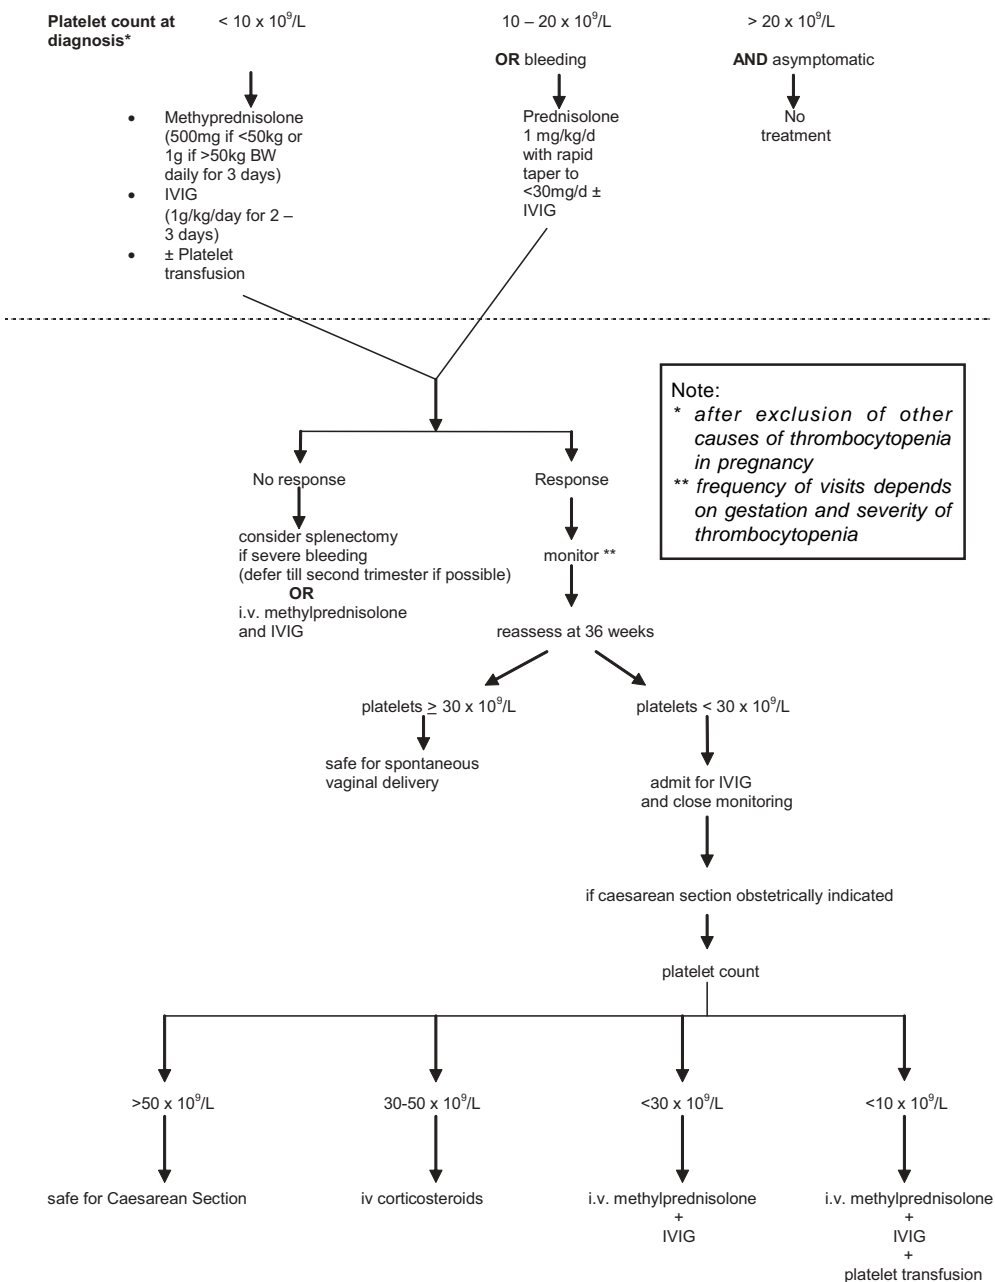 Platelet count at diagnosis*
< 10 x 10⁹/L
10 – 20 x 10⁹/L
> 20 x 10⁹/L
OR bleeding
AND asymptomatic
• Methyprednisolone
(500mg if <50kg or
1g if >50kg BW
daily for 3 days)
• IVIG
(1g/kg/day for 2 –
3 days)
• ± Platelet
transfusion
Prednisolone
1 mg/kg/d
with rapid
taper to
<30mg/d ±
IVIG
No
treatment
Note:
* after exclusion of other
causes of thrombocytopenia
in pregnancy
** frequency of visits depends
on gestation and severity of
thrombocytopenia
No response
Response
consider splenectomy
if severe bleeding
(defer till second trimester if possible)
OR
i.v. methylprednisolone
and IVIG
monitor **
reassess at 36 weeks
platelets ≥ 30 x 10⁹/L
platelets < 30 x 10⁹/L
safe for spontaneous
vaginal delivery
admit for IVIG
and close monitoring
if caesarean section obstetrically indicated
platelet count
>50 x 10⁹/L
30-50 x 10⁹/L
<30 x 10⁹/L
<10 x 10⁹/L
safe for Caesarean Section
iv corticosteroids
i.v. methylprednisolone
+
IVIG
i.v. methylprednisolone
+
IVIG
+
platelet transfusion